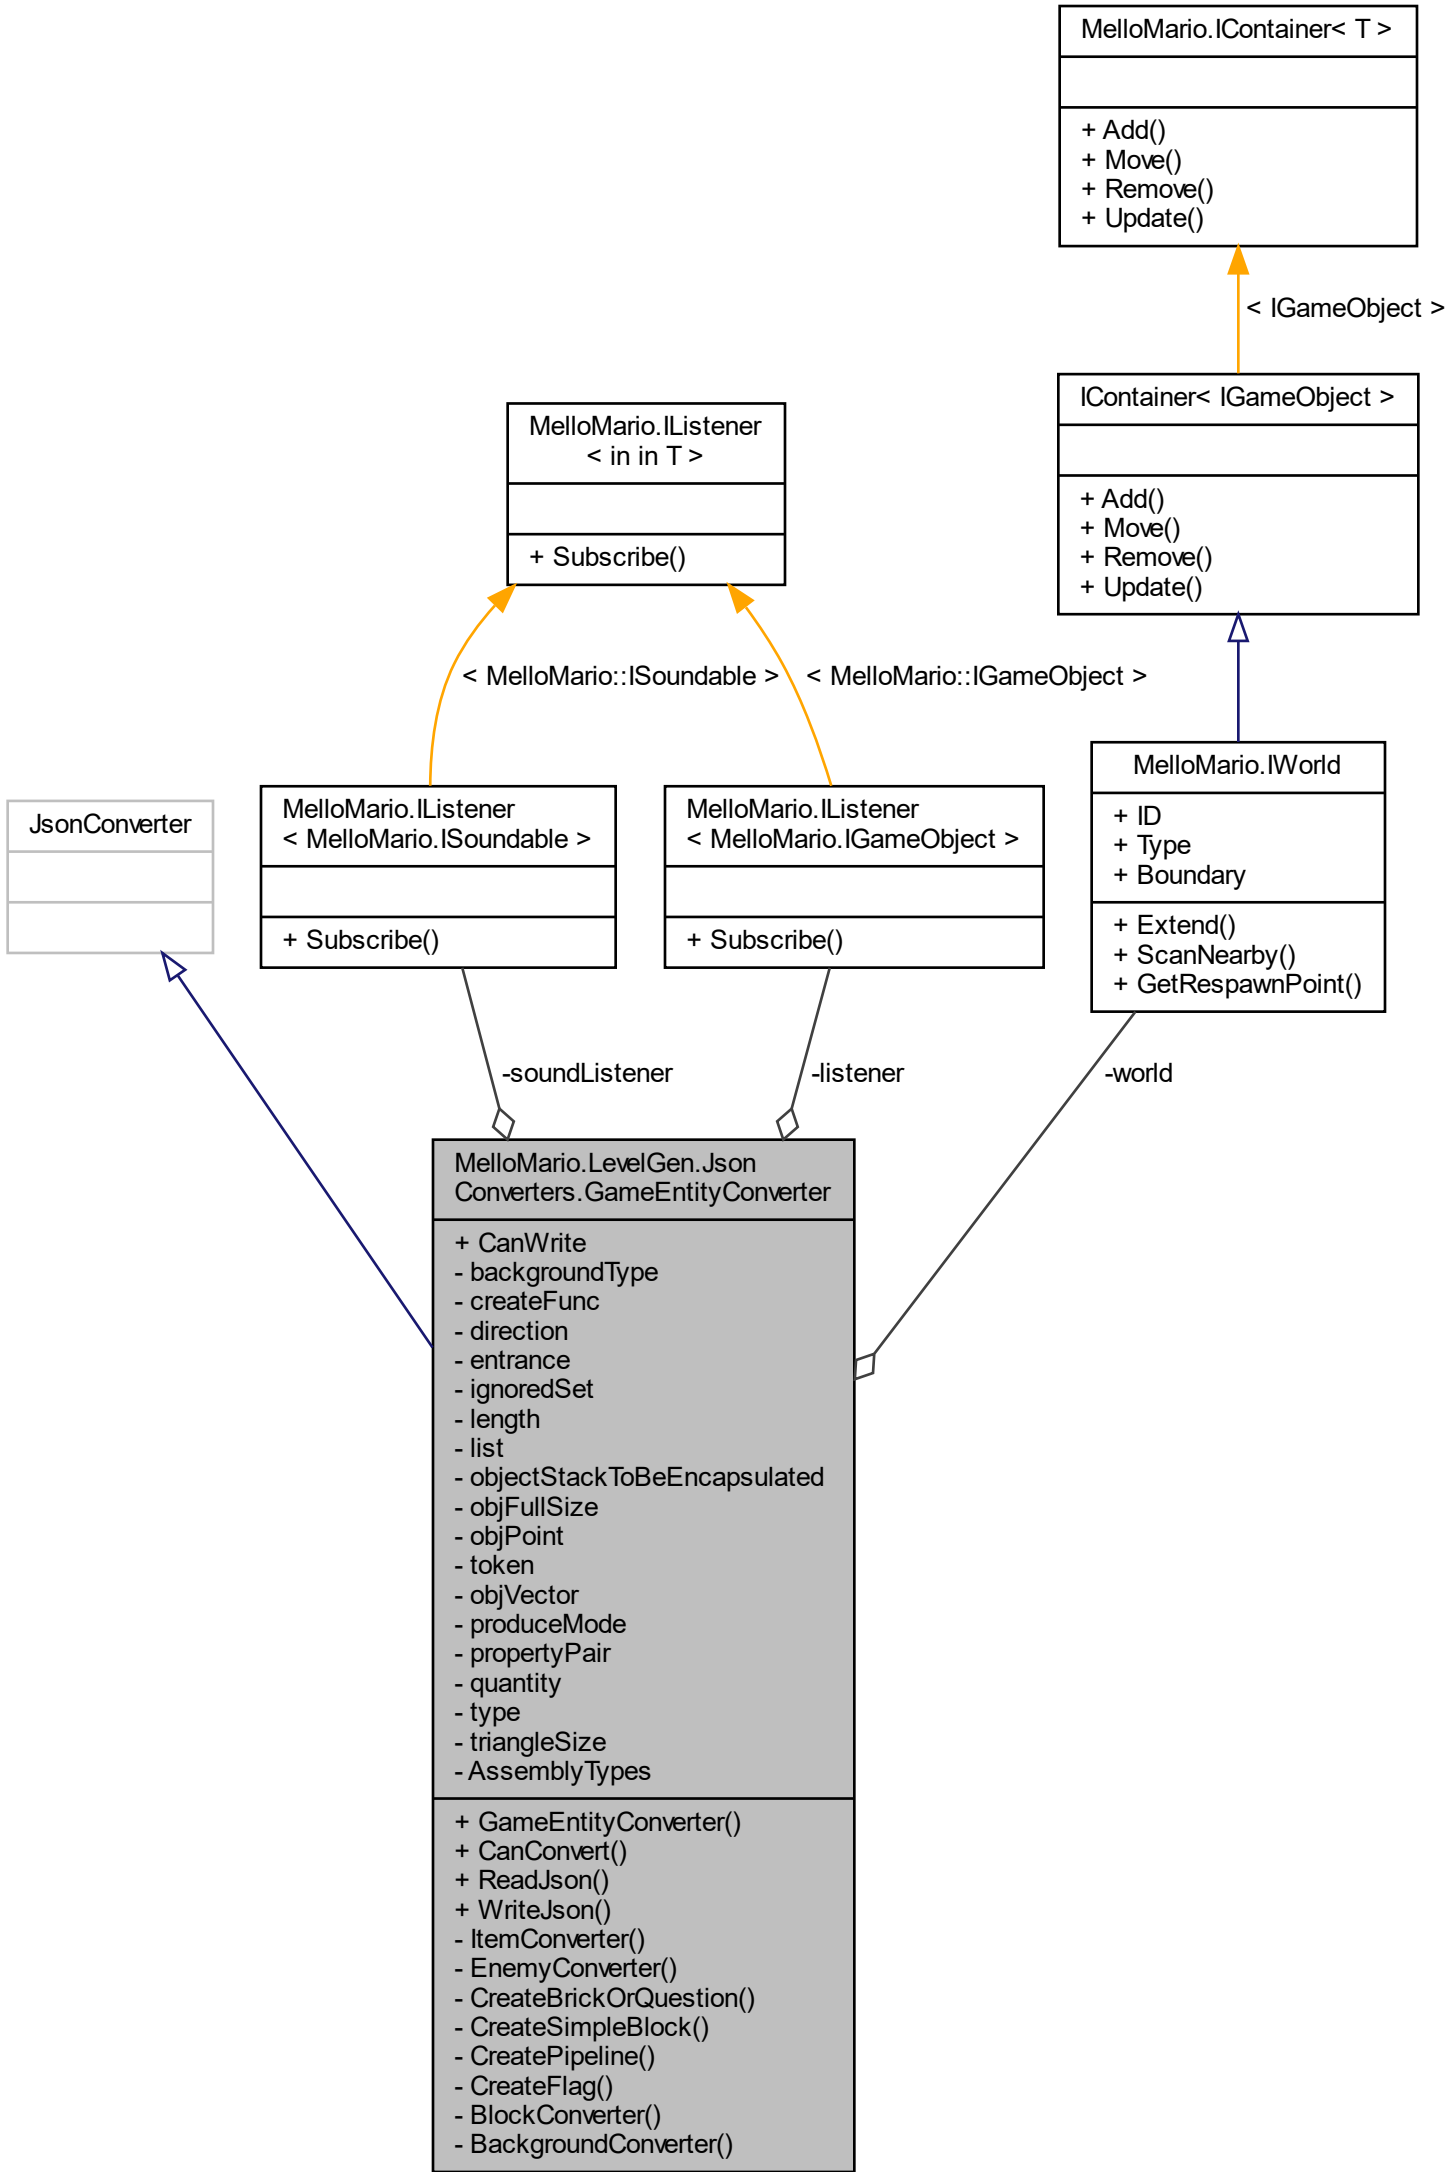 MelloMario.IContainer< T >
+ Add()
+ Move()
+ Remove()
+ Update()
< IGameObject >
IContainer< IGameObject >
+ Add()
+ Move()
+ Remove()
+ Update()
MelloMario.IListener
< in in T >
+ Subscribe()
< MelloMario::ISoundable >
< MelloMario::IGameObject >
JsonConverter
MelloMario.IListener
< MelloMario.ISoundable >
+ Subscribe()
MelloMario.IListener
< MelloMario.IGameObject >
+ Subscribe()
MelloMario.IWorld
+ ID
+ Type
+ Boundary
+ Extend()
+ ScanNearby()
+ GetRespawnPoint()
-soundListener
-listener
-world
MelloMario.LevelGen.Json
Converters.GameEntityConverter
+ CanWrite
- backgroundType
- createFunc
- direction
- entrance
- ignoredSet
- length
- list
- objectStackToBeEncapsulated
- objFullSize
- objPoint
- token
- objVector
- produceMode
- propertyPair
- quantity
- type
- triangleSize
- AssemblyTypes
+ GameEntityConverter()
+ CanConvert()
+ ReadJson()
+ WriteJson()
- ItemConverter()
- EnemyConverter()
- CreateBrickOrQuestion()
- CreateSimpleBlock()
- CreatePipeline()
- CreateFlag()
- BlockConverter()
- BackgroundConverter()